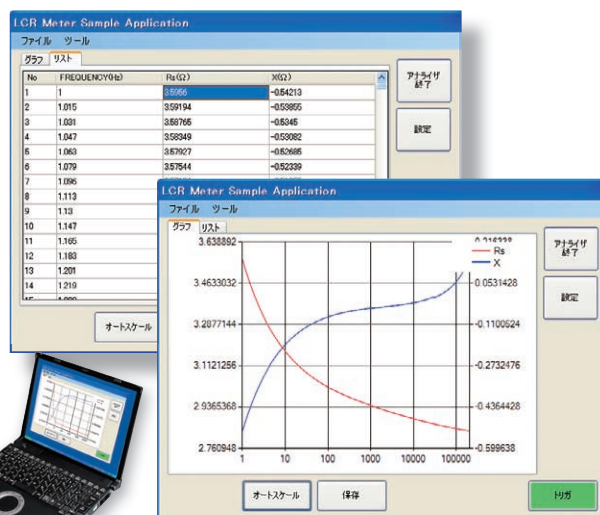 LCR Meter Sample Application
ファイル ツール
グラフ リスト
No FREQUENCY(Hz) Rs(Ω) X(Ω)
1 1 3.5956 -0.54213
2 1.015 3.59194 -0.53855
3 1.031 3.58765 -0.5345
4 1.047 3.58349 -0.53082
5 1.063 3.57927 -0.52685
6 1.079 3.57544 -0.52339
7 1.096
8 1.113
9 1.13
10 1.147
11 1.165
12 1.183
13 1.201
14 1.219
アナライザ
終了
設定
オートスケール
LCR Meter Sample Application
ファイル ツール
グラフ リスト
3.638892
3.4633032
3.2877144
3.1121256
2.9365368
2.760948
1 10 100 1000 10000 100000
Rs
X
0.0531428
-0.1100524
-0.2732476
-0.4364428
-0.599638
アナライザ
終了
設定
オートスケール
保存
トリガ